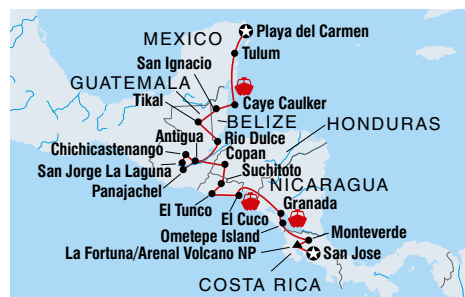 Playa del Carmen
MEXICO
Tulum
San Ignacio
GUATEMALA
Tikal
Caye Caulker
BELIZE
HONDURAS
Antigua
Rio Dulce
Chichicastenango
Copan
San Jorge La Laguna
Suchitoto
Panajachel
NICARAGUA
El Tunco
Granada
El Cuco
Ometepe Island
Monteverde
La Fortuna/Arenal Volcano NP
San Jose
COSTA RICA